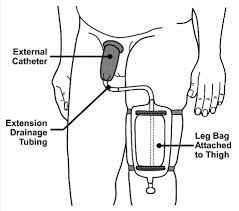 External
Catheter
Extension
Drainage
Tubing
Leg Bag
Attached
to Thigh